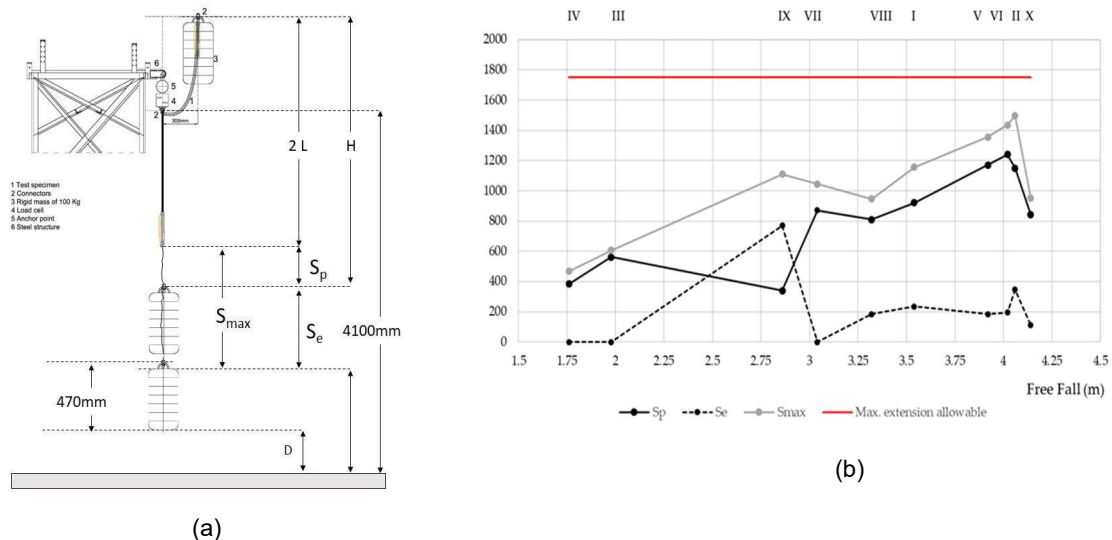 2
6
3
5
4
1
2
300mm
2 L
H
1 Test specimen
2 Connectors
3 Rigid mass of 100 Kg
4 Load cell
5 Anchor point
6 Steel structure
Sp
Smax
Se
4100mm
470mm
D
(a)
IV III IX VII VIII I V VI II X
2000
1800
1600
1400
1200
1000
800
600
400
200
0
1.5 1.75 2 2.25 2.5 2.75 3 3.25 3.5 3.75 4 4.25 4.5
Free Fall (m)
Sp Se Smax Max. extension allowable
(b)